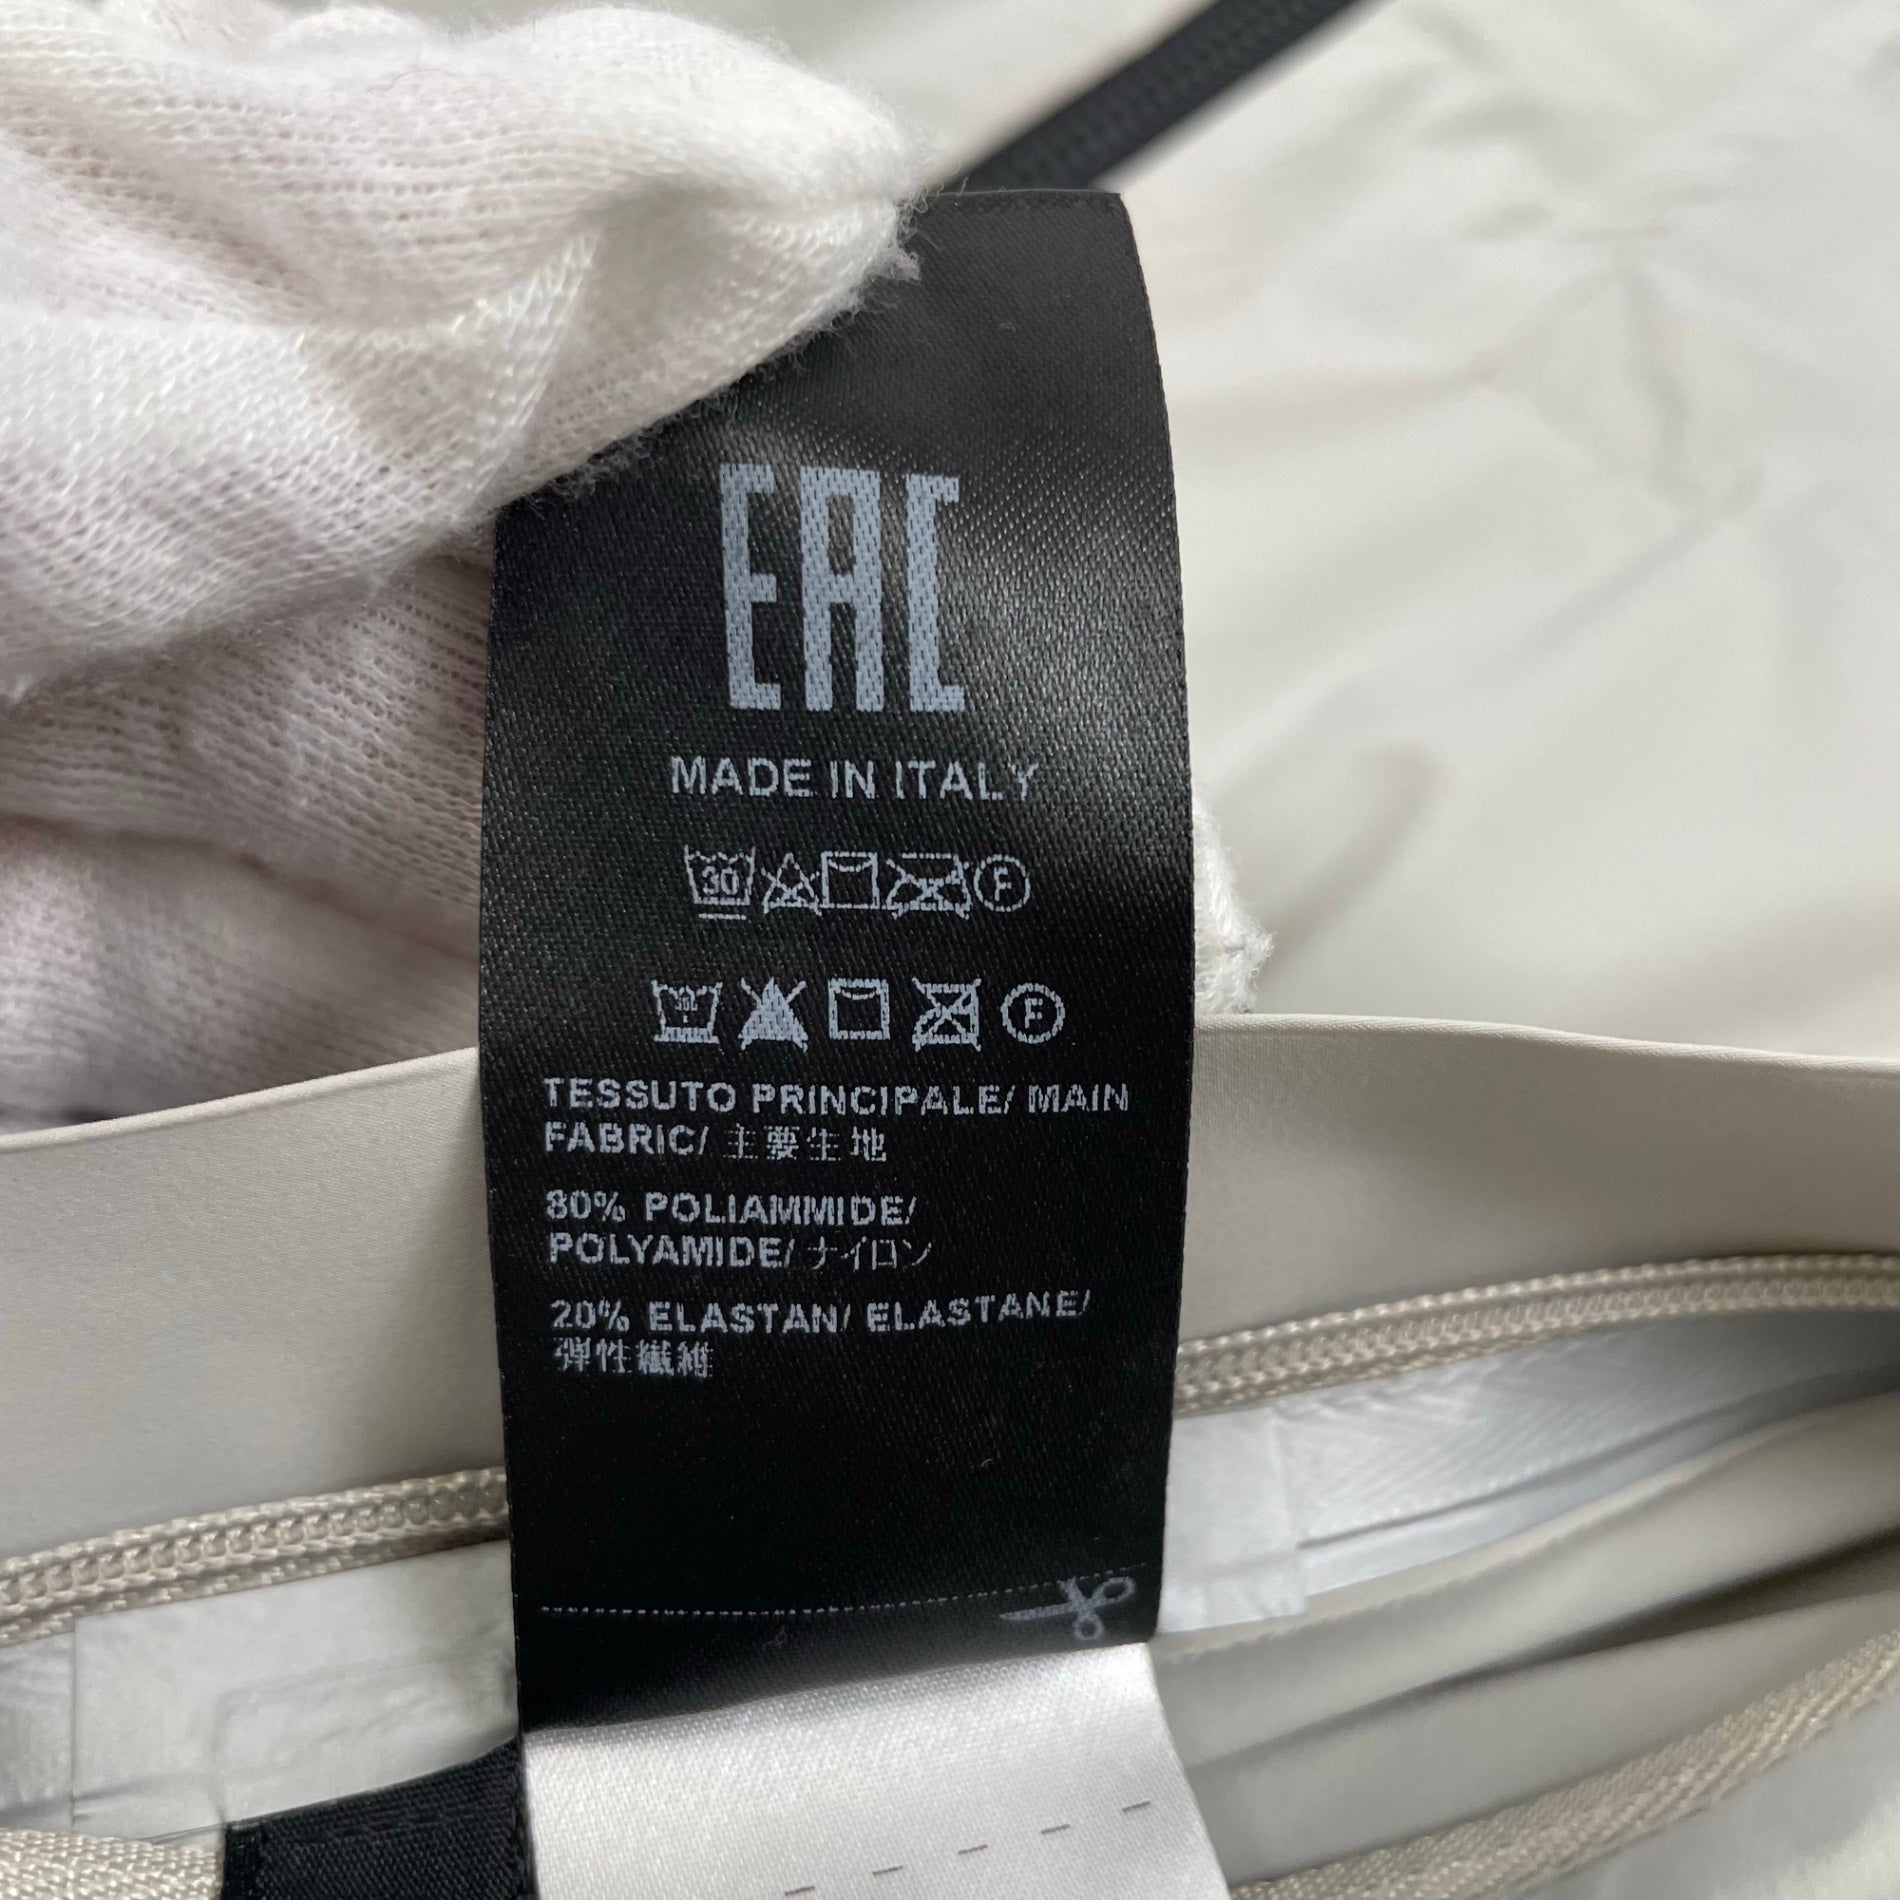 EAC
MADE IN ITALY
30
F
F
TESSUTO PRINCIPALE/ MAIN
FABRIC/ 主要生地
80% POLIAMMIDE/
POLYAMIDE/ ナイロン
20% ELASTAN/ ELASTANE/
弾性繊維